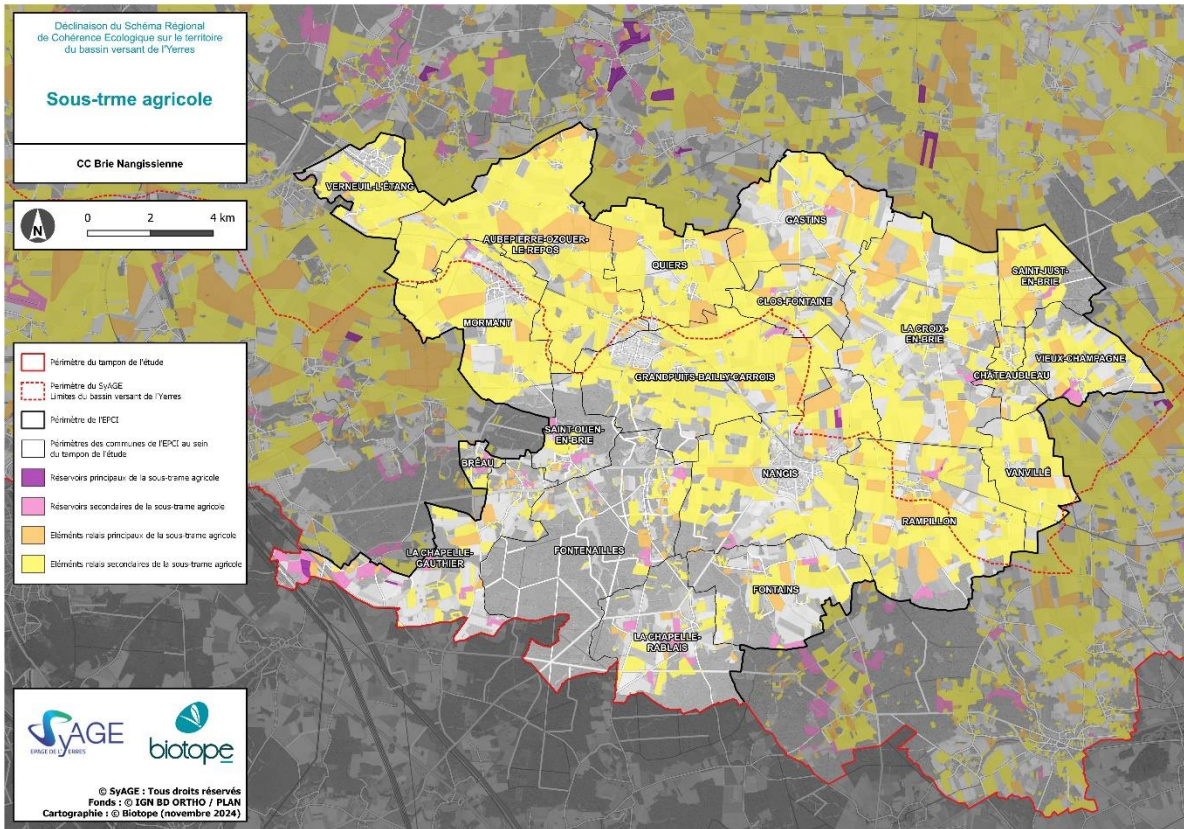 Déclinaison du Schéma Régional
de Cohérence Ecologique sur le territoire
du bassin versant de l'Yerres
Sous-trme agricole
CC Brie Nangissienne
N
0 2 4 km
Périmètre du tampon de l'étude
Périmètre du SyAGE
Limites du bassin versant de l'Yerres
Périmètre de l'EPCI
Périmètres des communes de l'EPCI au sein
du tampon de l'étude
Réservoirs principaux de la sous-trame agricole
Réservoirs secondaires de la sous-trame agricole
Eléments relais principaux de la sous-trame agricole
Eléments relais secondaires de la sous-trame agricole
VERNEUIL-L'ÉTANG
AUBEPIERRE-OZOUER-
LE-REPOS
QUIERS
GASTINS
SAINT-JUST-
EN-BRIE
CLOS-FONTAINE
MORMANT
LA CROIX-
EN-BRIE
VIEUX-CHAMPAGNE
CHÂTEAUBLEAU
GRANDPUITS-BAILLY-CARROIS
SAINT-OUEN-
EN-BRIE
BRÉAU
NANGIS
VANVILLÉ
RAMPILLON
LA CHAPELLE-
GAUTHIER
FONTENAILLES
FONTAINS
LA CHAPELLE-
RABLAIS
SyAGE
EPAGE DE L'YERRES
biotope
© SyAGE : Tous droits réservés
Fonds : © IGN BD ORTHO / PLAN
Cartographie : © Biotope (novembre 2024)